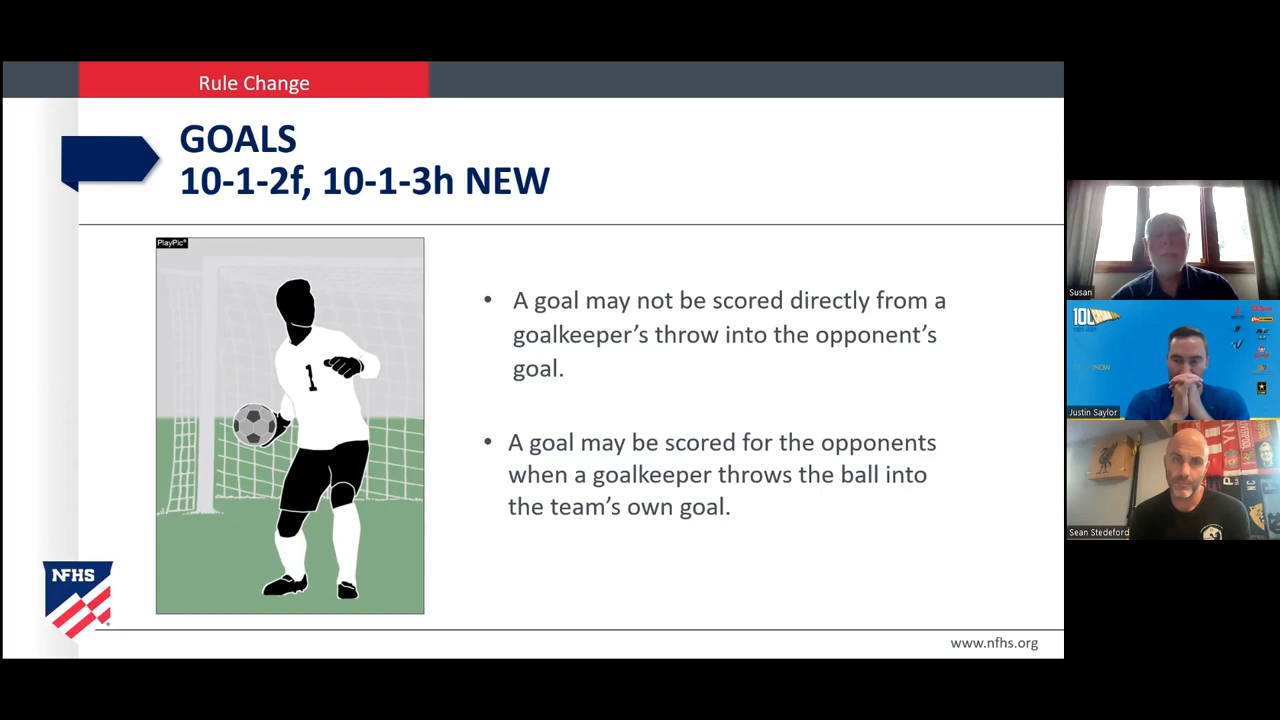 Rule Change
GOALS
10-1-2f, 10-1-3h NEW
PlayPic®
1
• A goal may not be scored directly from a
goalkeeper’s throw into the opponent’s
goal.
• A goal may be scored for the opponents
when a goalkeeper throws the ball into
the team’s own goal.
NFHS
www.nfhs.org
Susan
100
NOW
Justin Saylor
Sean Stedeford